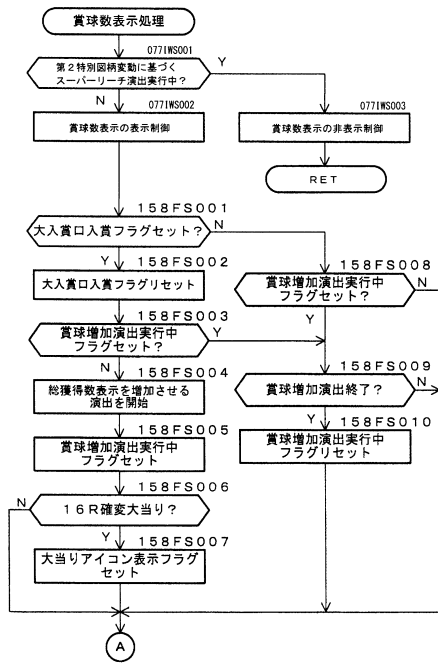 賞球数表示処理
077IWS001
第２特別図柄変動に基づく
スーパーリーチ演出実行中？
Y
N
077IWS002
賞球数表示の表示制御
077IWS003
賞球数表示の非表示制御
ＲＥＴ
１５８ＦＳ００１
大入賞口入賞フラグセット？
N
Y
１５８ＦＳ００２
大入賞口入賞フラグリセット
１５８ＦＳ００８
賞球増加演出実行中
フラグセット？
N
Y
１５８ＦＳ００３
賞球増加演出実行中
フラグセット？
Y
N
１５８ＦＳ００４
総獲得数表示を増加させる
演出を開始
１５８ＦＳ００９
賞球増加演出終了？
N
Y
１５８ＦＳ００５
賞球増加演出実行中
フラグセット
１５８ＦＳ０１０
賞球増加演出実行中
フラグリセット
１５８ＦＳ００６
N
１６Ｒ確変大当り？
Y
１５８ＦＳ００７
大当りアイコン表示フラグ
セット
A